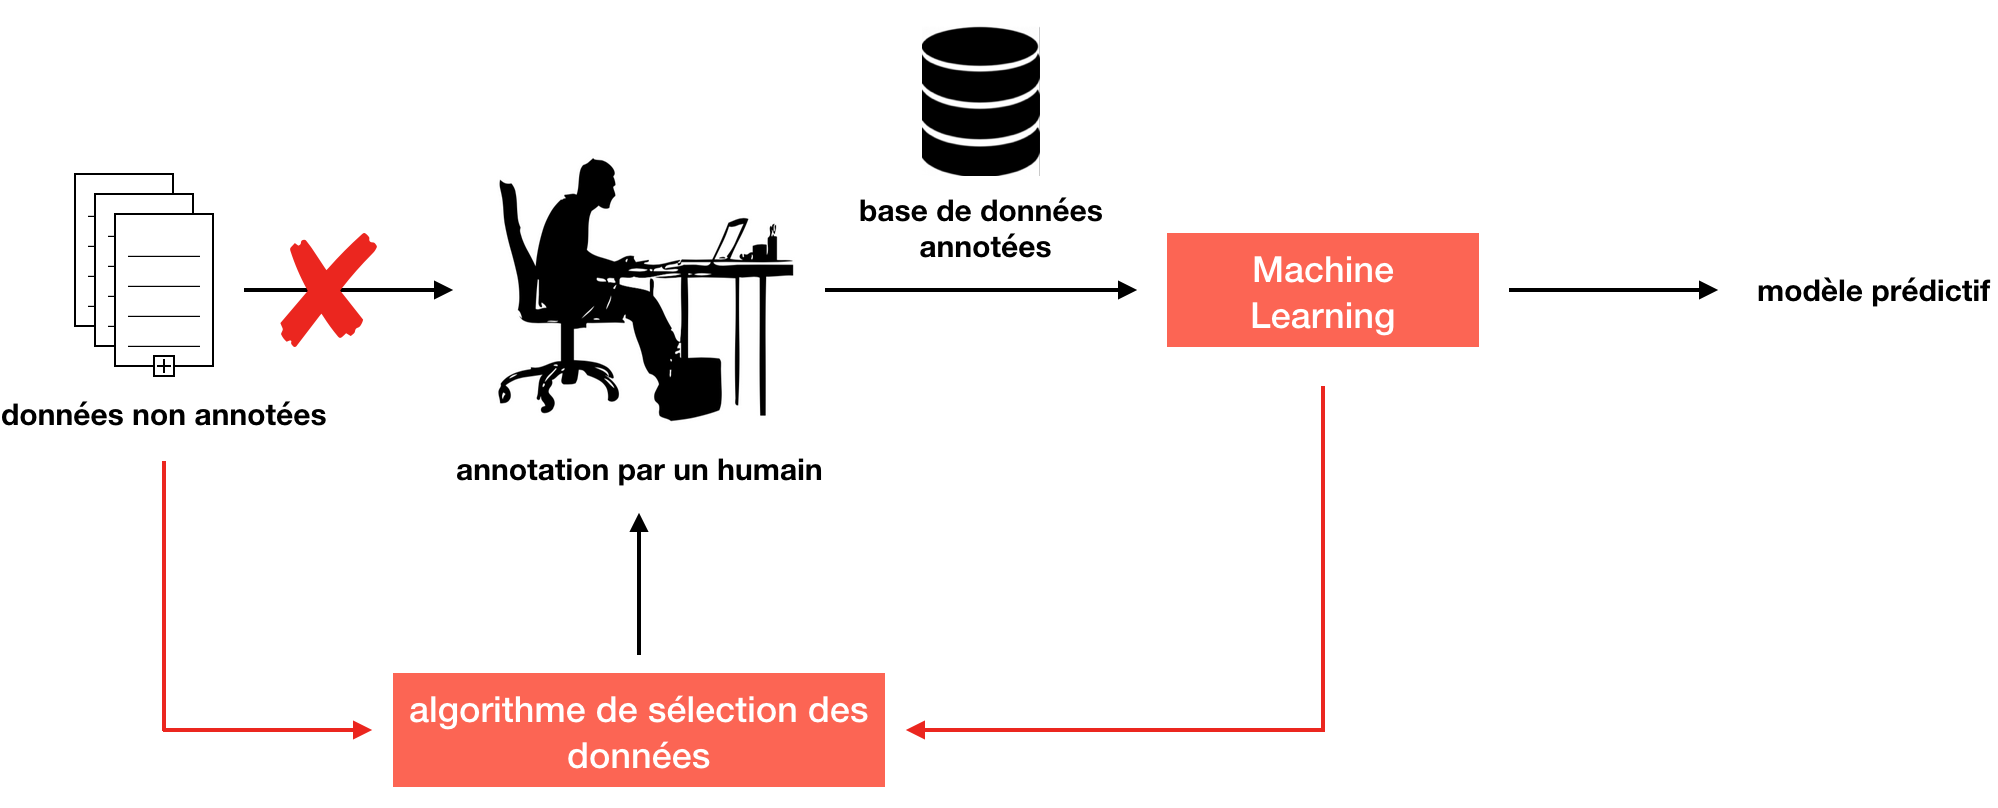 base de données
annotées
Machine
Learning
modèle prédictif
données non annotées
annotation par un humain
algorithme de sélection des
données